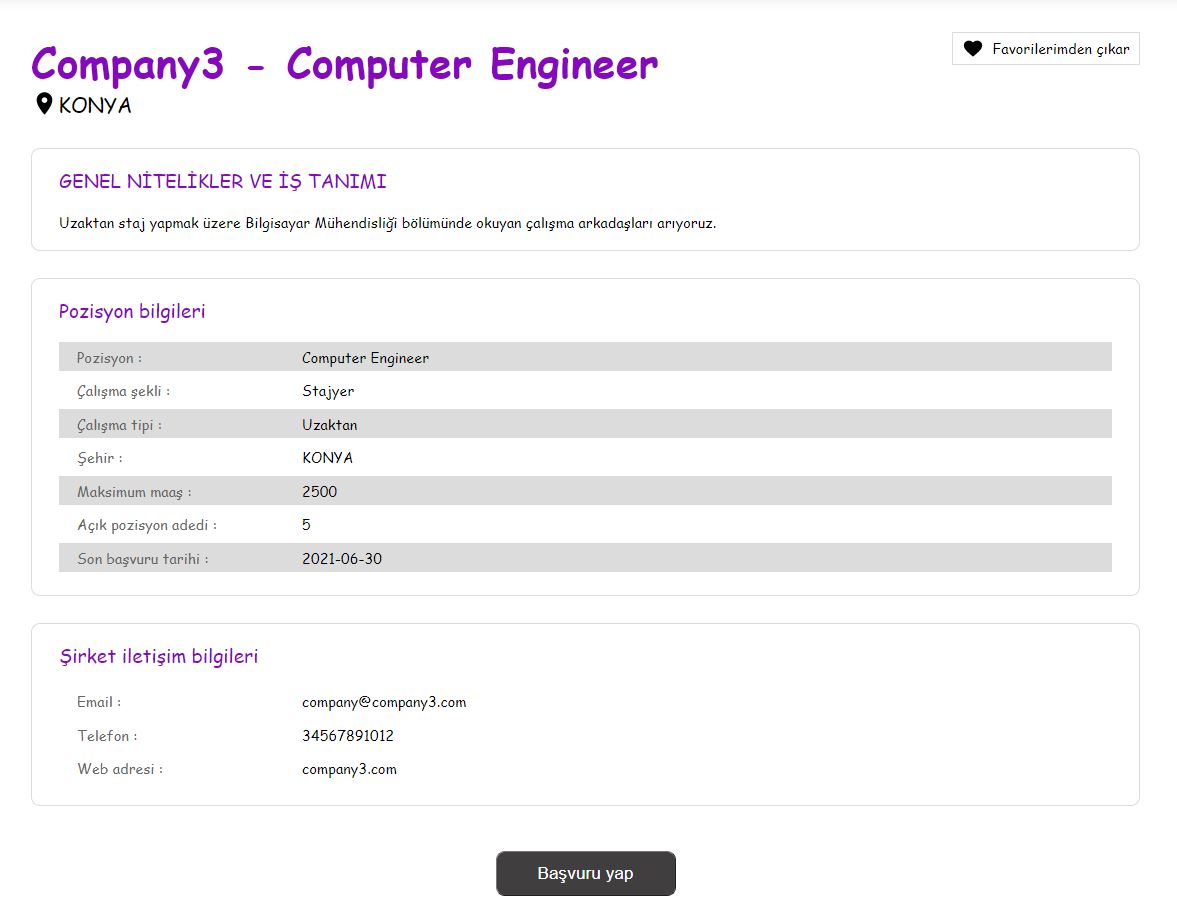 Company3 - Computer Engineer
Favorilerimden çıkar
KONYA
GENEL NİTELİKLER VE İŞ TANIMI
Uzaktan staj yapmak üzere Bilgisayar Mühendisliği bölümünde okuyan çalışma arkadaşları arıyoruz.
Pozisyon bilgileri
Pozisyon : Computer Engineer
Çalışma şekli : Stajyer
Çalışma tipi : Uzaktan
Şehir : KONYA
Maksimum maaş : 2500
Açık pozisyon adedi : 5
Son başvuru tarihi : 2021-06-30
Şirket iletişim bilgileri
Email : company@company3.com
Telefon : 34567891012
Web adresi : company3.com
Başvuru yap